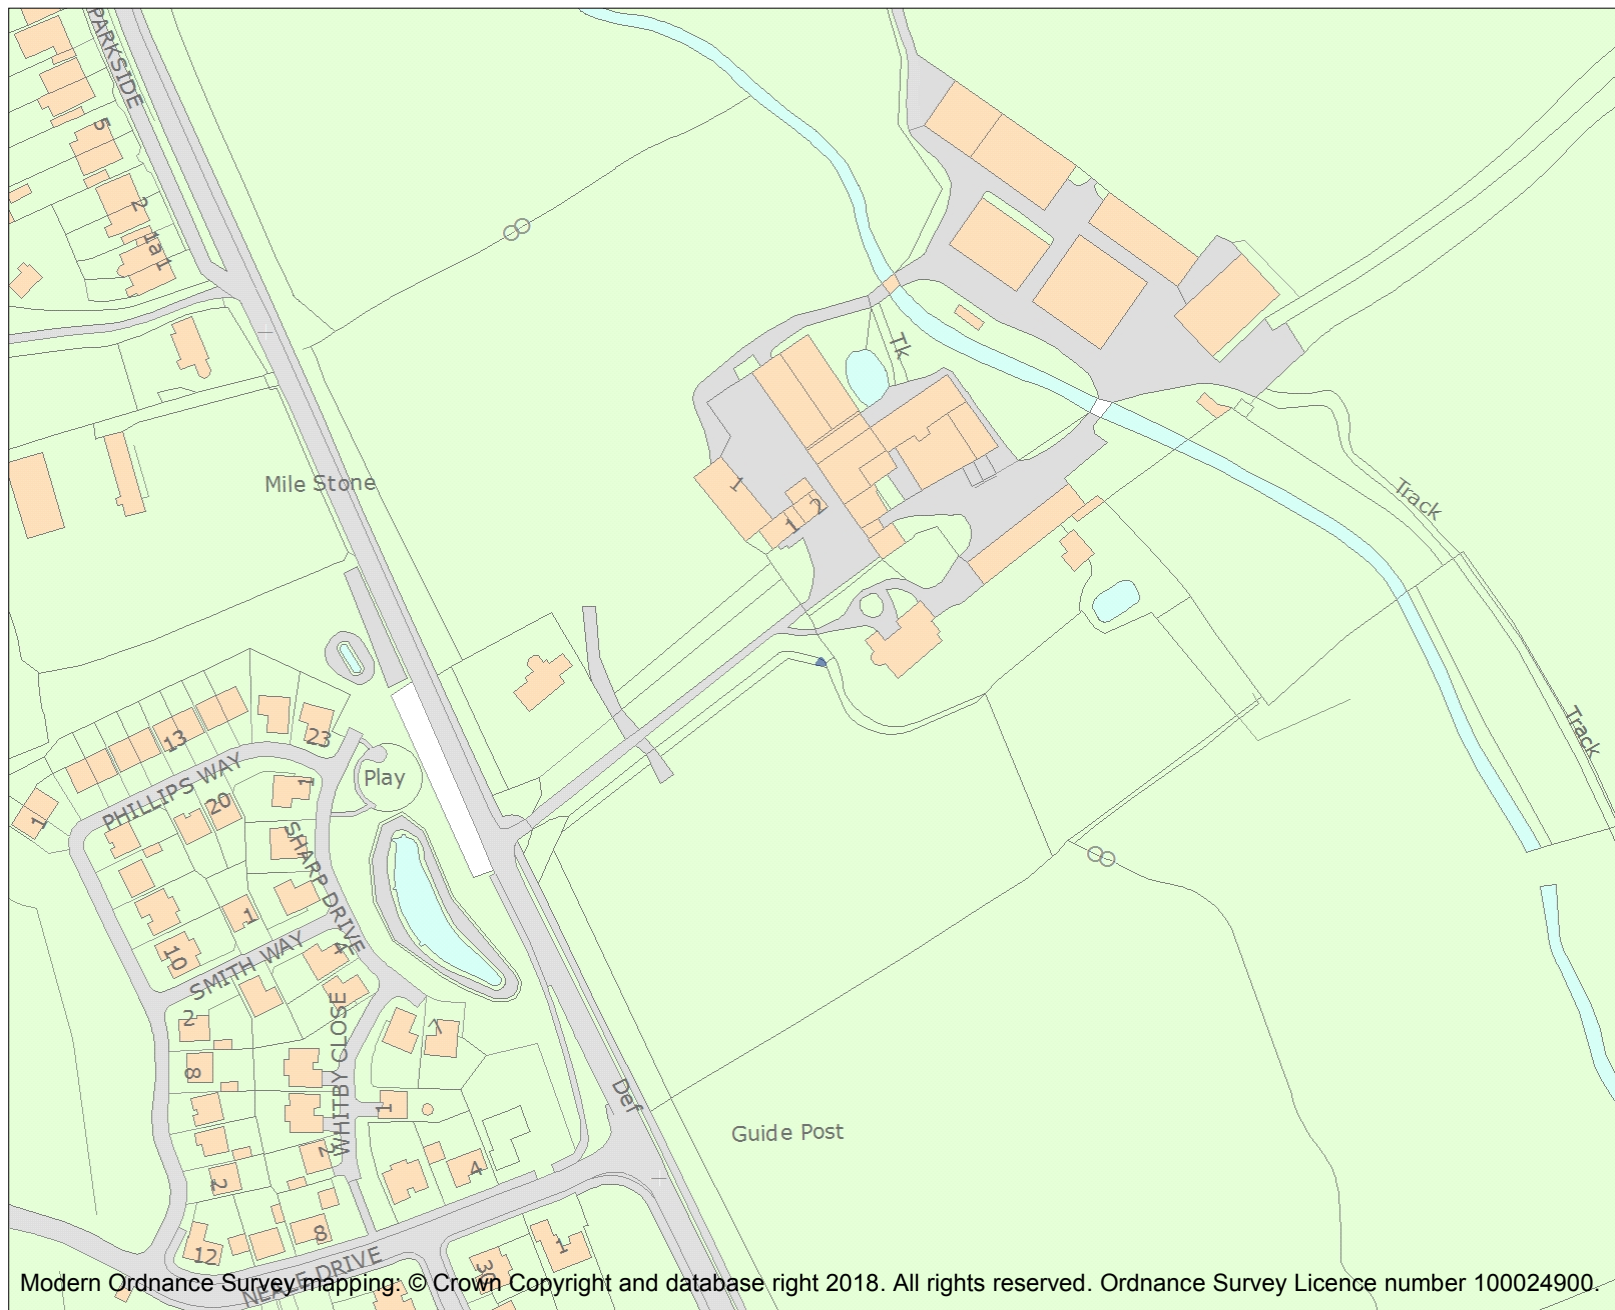 PARKSIDE
5
2
1a
1
Tk
Mile Stone
1
1
2
Track
Track
13
23
Play
PHILLIPS WAY
1
20
1
SHARP DRIVE
1
10
SMITH WAY
4
2
WHITBY CLOSE
7
8
1
Def
Guide Post
2
4
2
8
12
1
30
NEALE DRIVE
Modern Ordnance Survey mapping: © Crown Copyright and database right 2018. All rights reserved. Ordnance Survey Licence number 100024900.